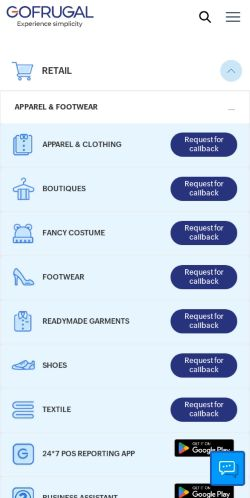 GOFRUGAL
Experience simplicity
RETAIL
APPAREL & FOOTWEAR
APPAREL & CLOTHING
Request for
callback
BOUTIQUES
Request for
callback
FANCY COSTUME
Request for
callback
FOOTWEAR
Request for
callback
READYMADE GARMENTS
Request for
callback
SHOES
Request for
callback
TEXTILE
Request for
callback
24*7 POS REPORTING APP
GET IT ON
Google Play
BUSINESS ASSISTANT
GET IT ON
Google Play